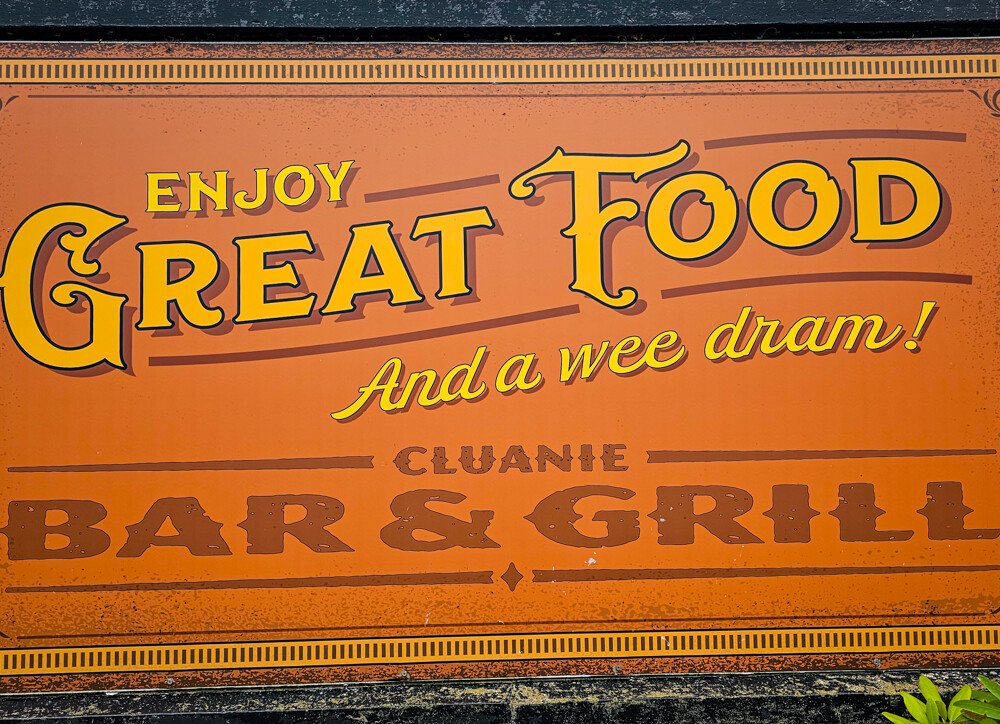 ENJOY
GREAT FOOD
And a wee dram!
CLUANIE
BAR & GRILL